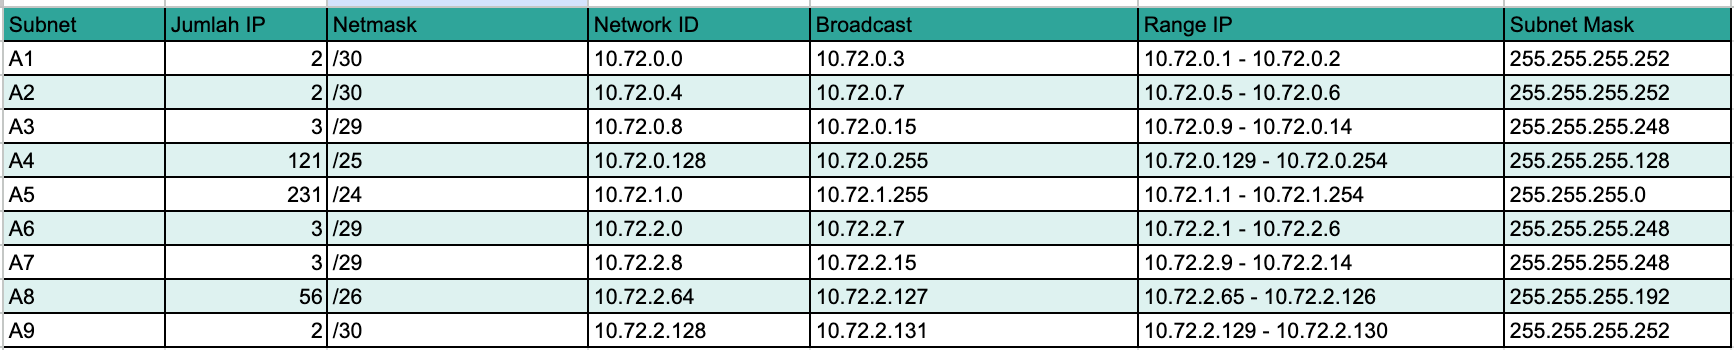 Subnet Jumlah IP Netmask Network ID Broadcast Range IP Subnet Mask
A1 2 /30 10.72.0.0 10.72.0.3 10.72.0.1 - 10.72.0.2 255.255.255.252
A2 2 /30 10.72.0.4 10.72.0.7 10.72.0.5 - 10.72.0.6 255.255.255.252
A3 3 /29 10.72.0.8 10.72.0.15 10.72.0.9 - 10.72.0.14 255.255.255.248
A4 121 /25 10.72.0.128 10.72.0.255 10.72.0.129 - 10.72.0.254 255.255.255.128
A5 231 /24 10.72.1.0 10.72.1.255 10.72.1.1 - 10.72.1.254 255.255.255.0
A6 3 /29 10.72.2.0 10.72.2.7 10.72.2.1 - 10.72.2.6 255.255.255.248
A7 3 /29 10.72.2.8 10.72.2.15 10.72.2.9 - 10.72.2.14 255.255.255.248
A8 56 /26 10.72.2.64 10.72.2.127 10.72.2.65 - 10.72.2.126 255.255.255.192
A9 2 /30 10.72.2.128 10.72.2.131 10.72.2.129 - 10.72.2.130 255.255.255.252